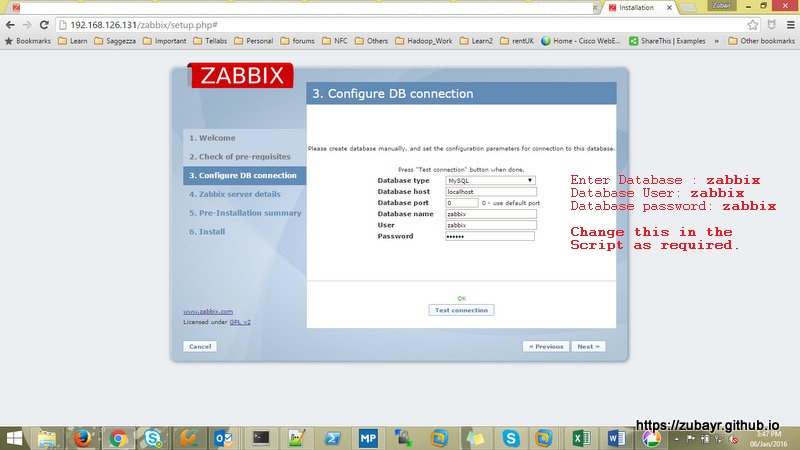 Installation
Zubair
192.168.126.131/zabbix/setup.php#
Bookmarks Learn Saggezza Important Tellabs Personal forums NFC Others Hadoop_Work Learn2 rentUK Home - Cisco WebE... ShareThis | Examples » Other bookmarks
ZABBIX
3. Configure DB connection
1. Welcome
2. Check of pre-requisites
3. Configure DB connection
4. Zabbix server details
5. Pre-Installation summary
6. Install
Please create database manually, and set the configuration parameters for connection to this database.
Press "Test connection" button when done.
Database type MySQL
Database host localhost
Database port 0 0 - use default port
Database name zabbix
User zabbix
Password ••••••
Enter Database : zabbix
Database User: zabbix
Database password: zabbix
Change this in the
Script as required.
OK
Test connection
www.zabbix.com
Licensed under GPL v2
Cancel
« Previous Next »
MP
https://zubayr.github.io
3:47 PM
06/Jan/2016